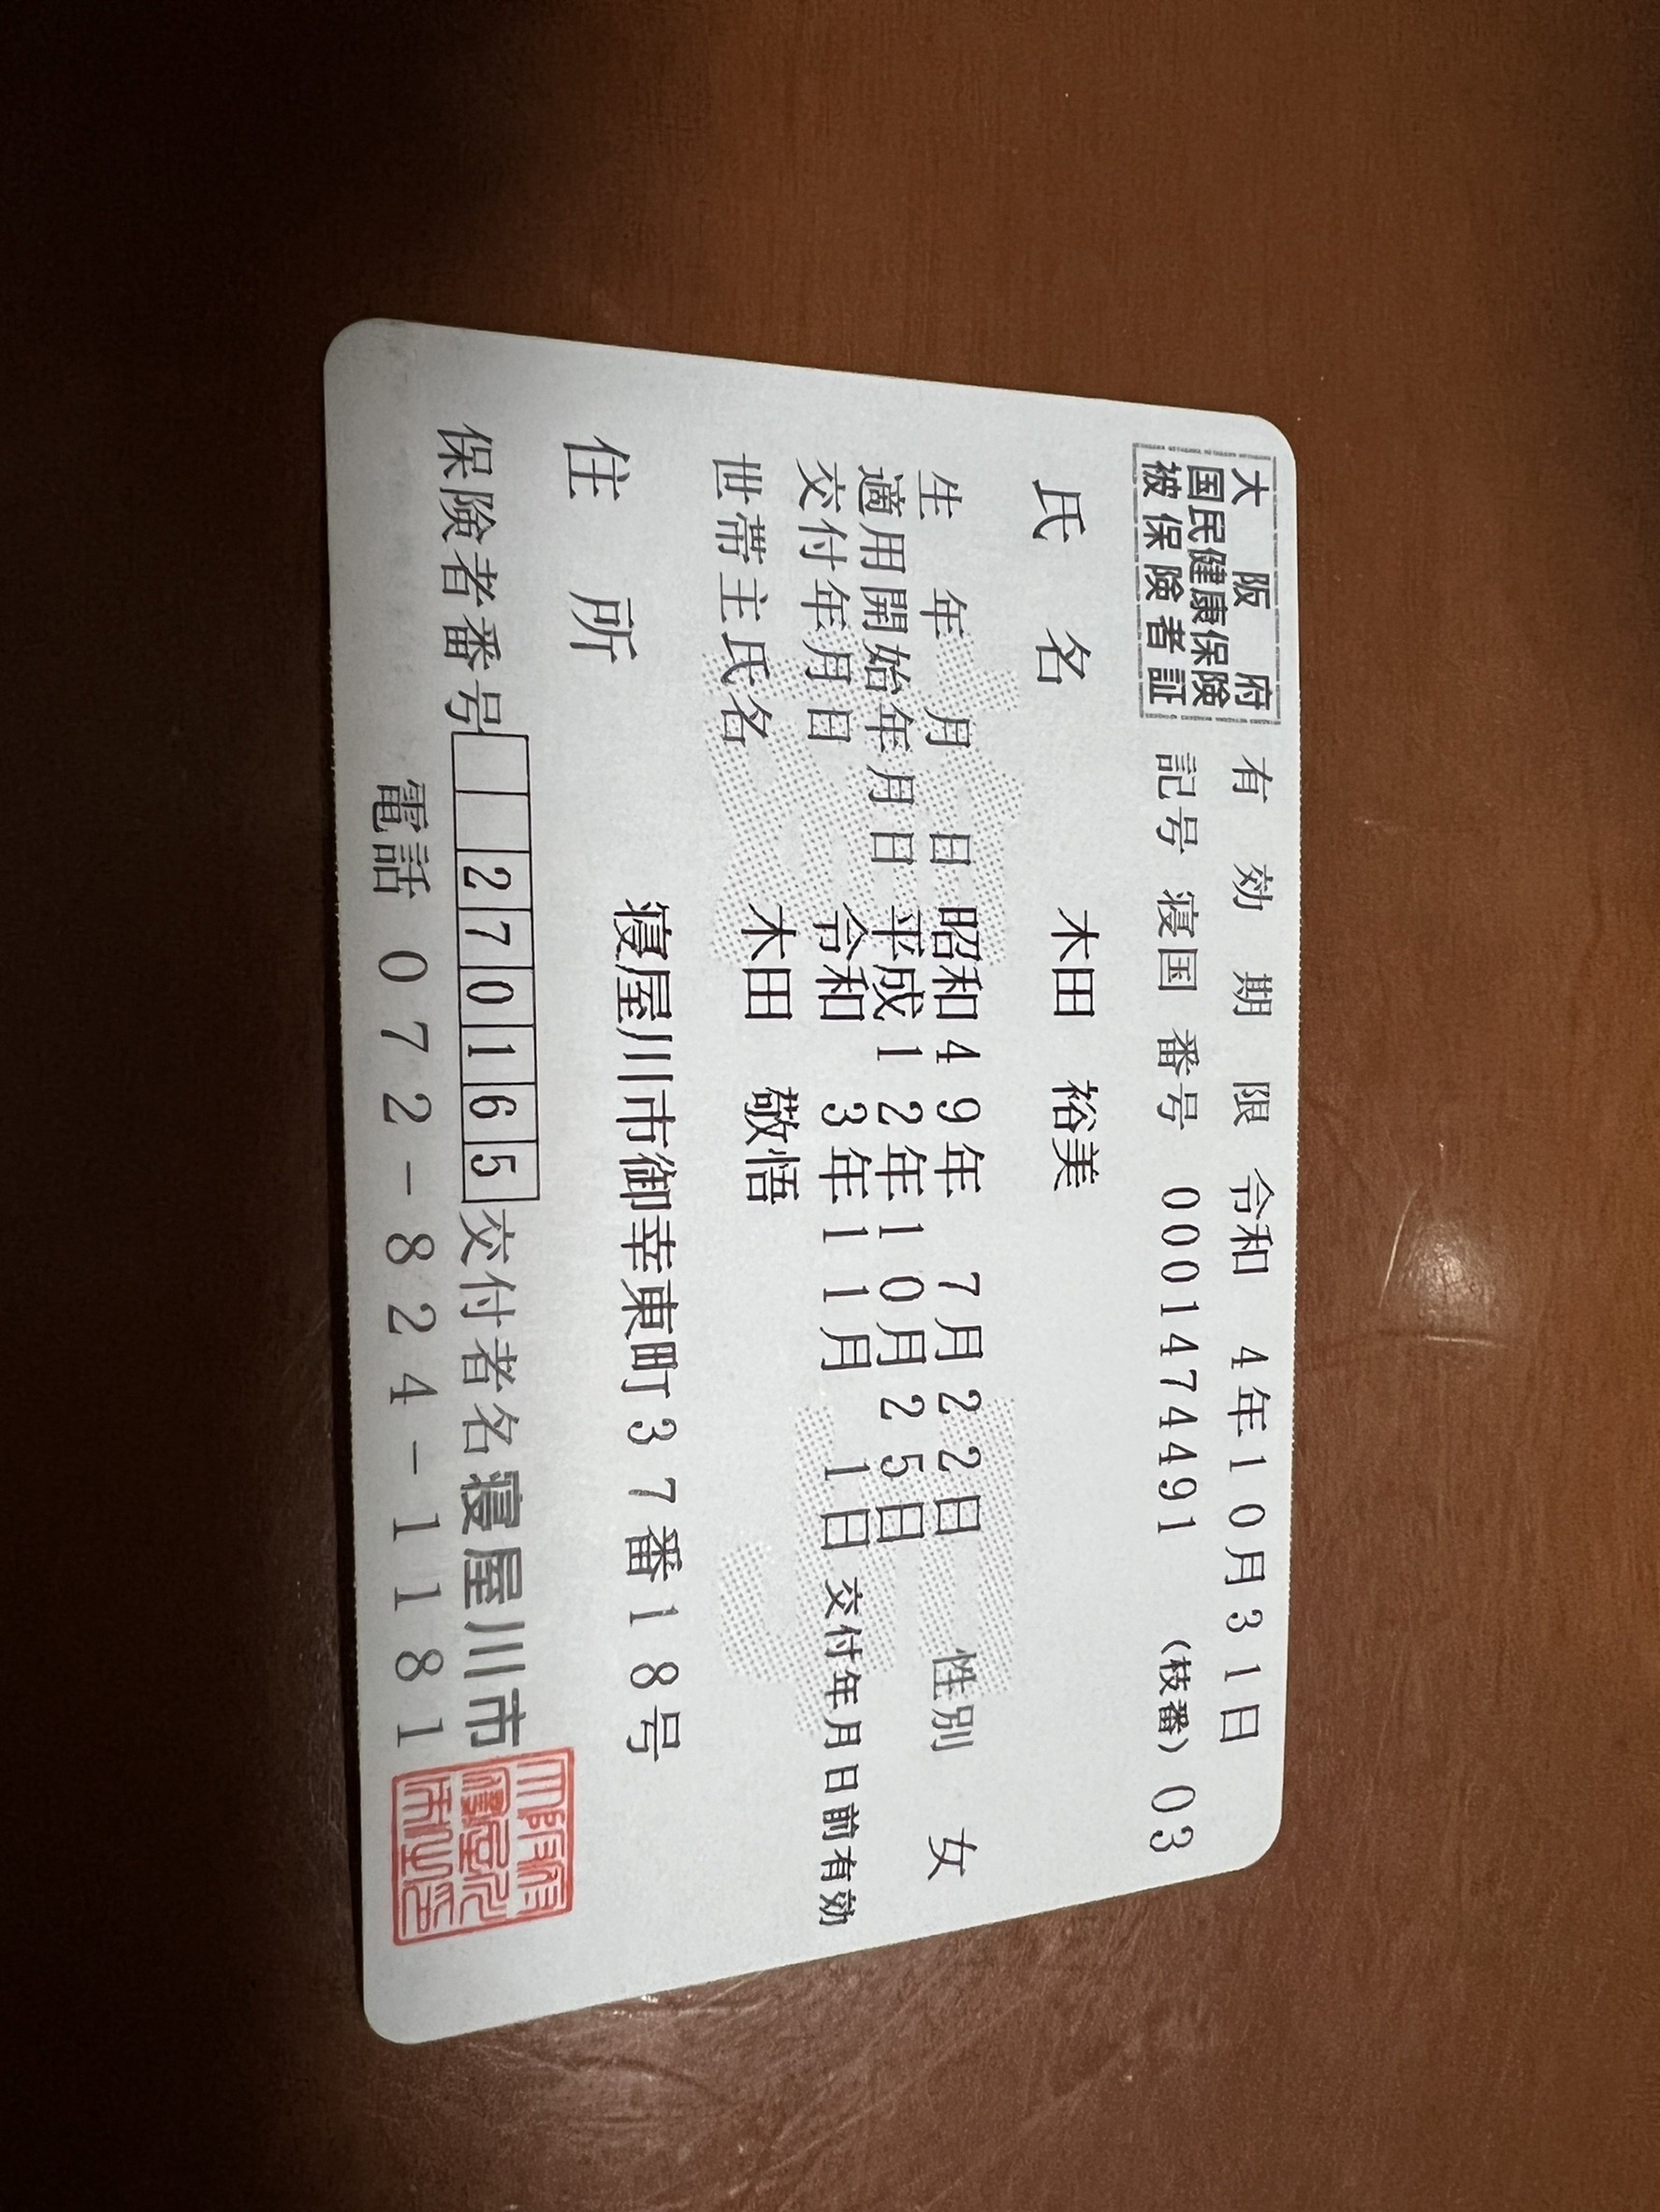 大阪府
国民健康保険
被保険者証
有効期限 令和 4年10月31日
記号 寝国 番号 00014744​91 (枝番) 03
氏名 木田 裕美
生年月日 昭和49年 7月22日 性別 女
適用開始年月日 平成12年10月25日
交付年月日 令和 3年11月 1日 交付年月日前有効
世帯主氏名 木田 敬悟
住所 寝屋川市御幸東町37番18号
保険者番号 270165 交付者名 寝屋川市
電話 072-824-1181